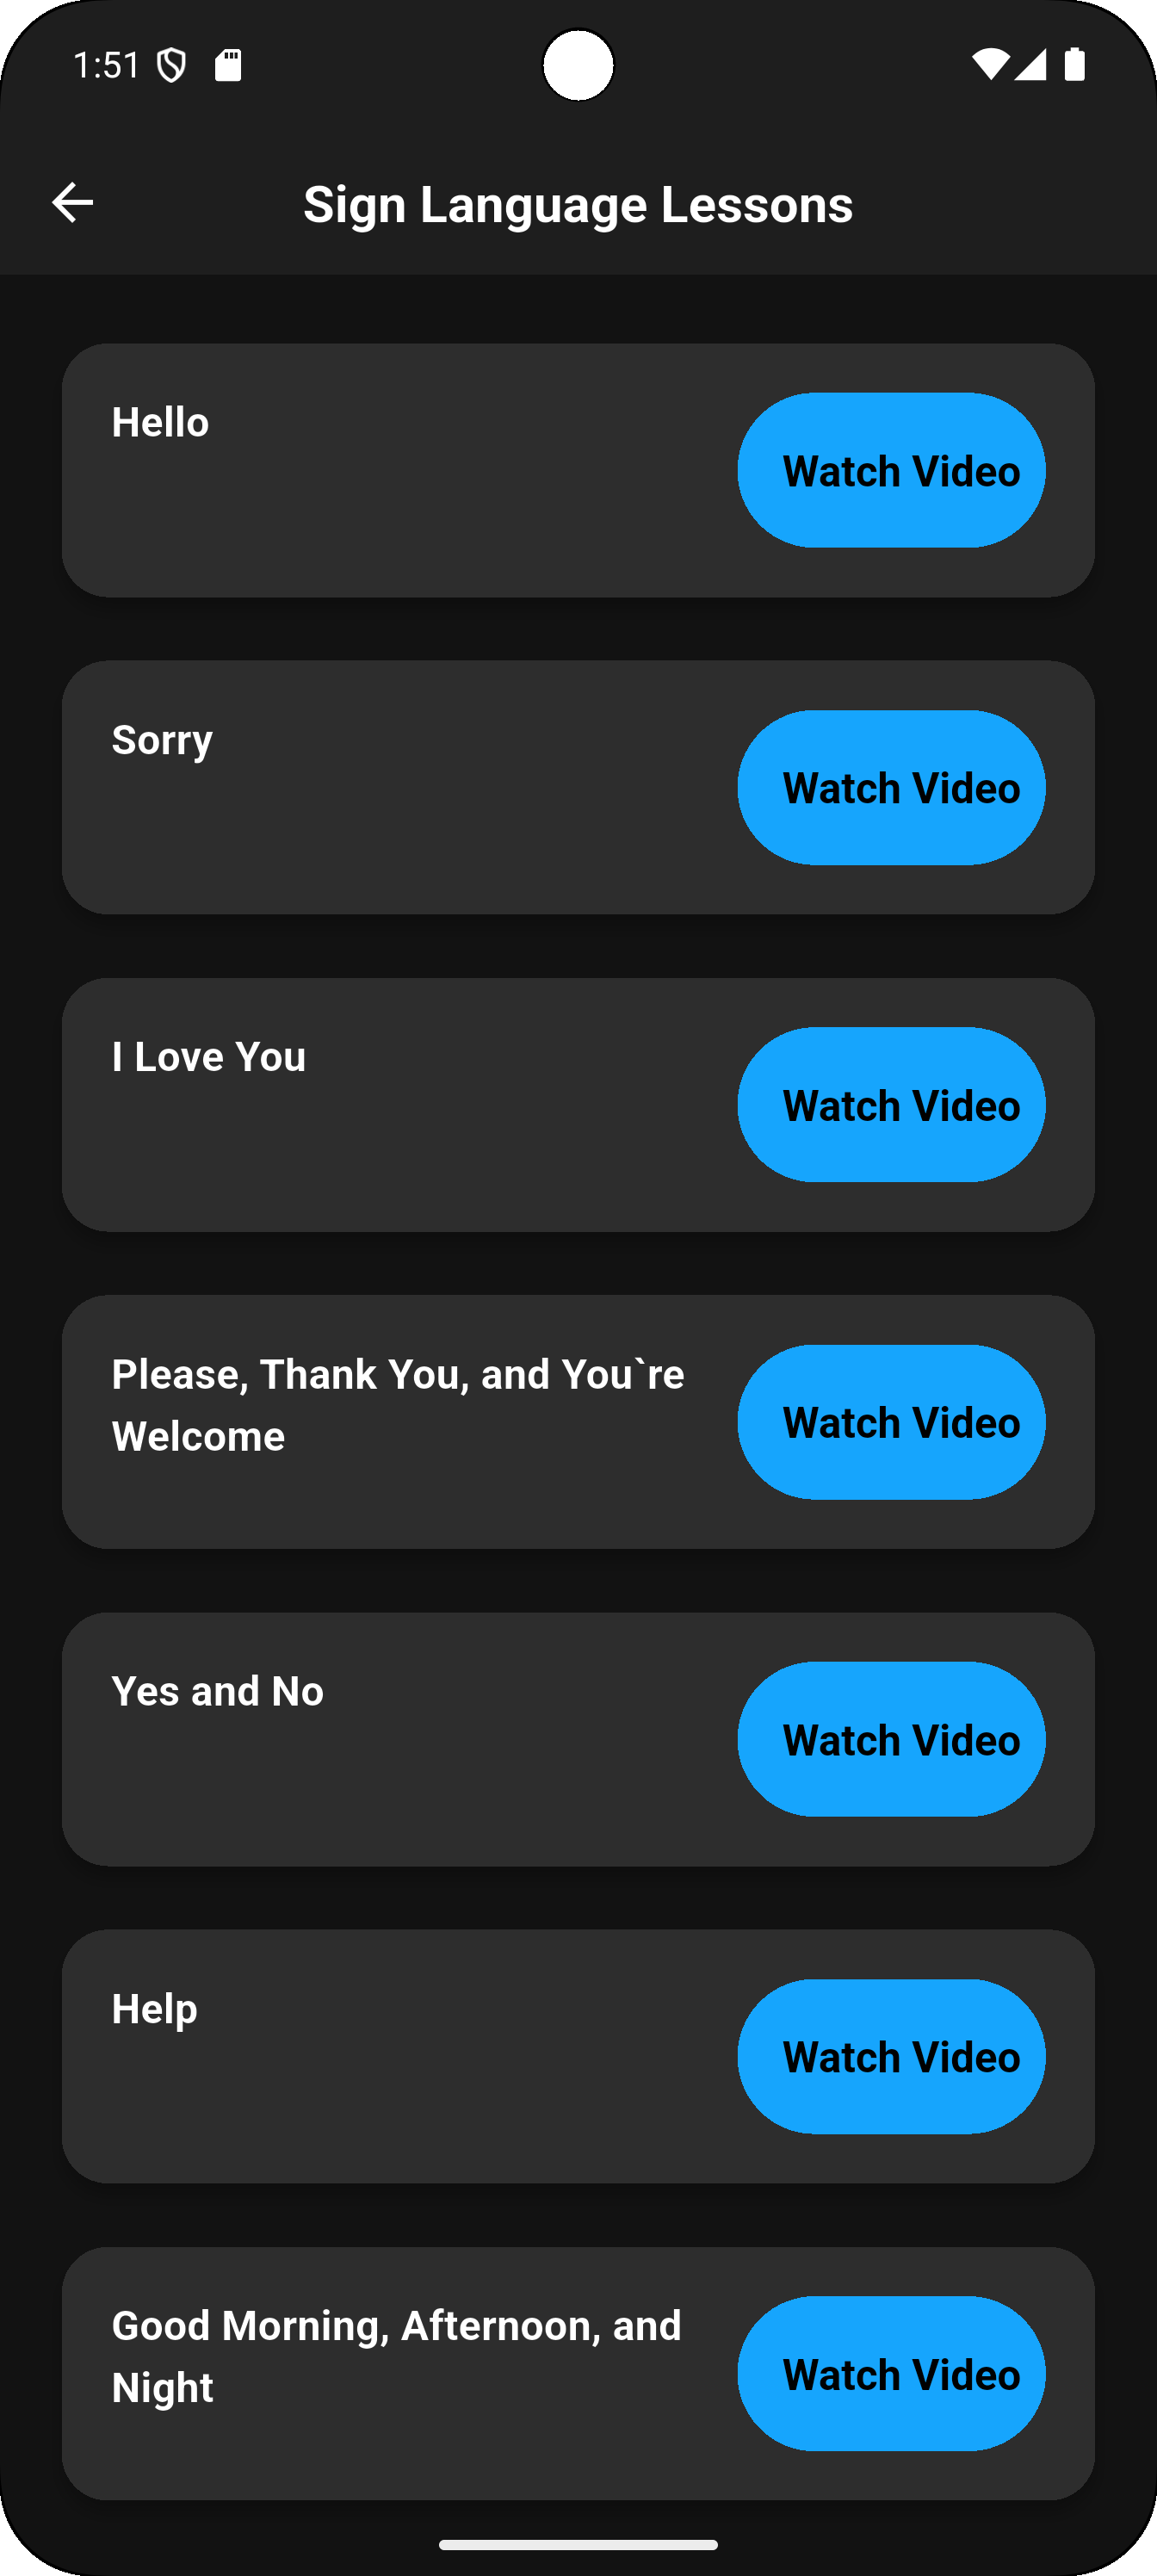 1:51
Sign Language Lessons
Hello
Watch Video
Sorry
Watch Video
I Love You
Watch Video
Please, Thank You, and You`re
Welcome
Watch Video
Yes and No
Watch Video
Help
Watch Video
Good Morning, Afternoon, and
Night
Watch Video